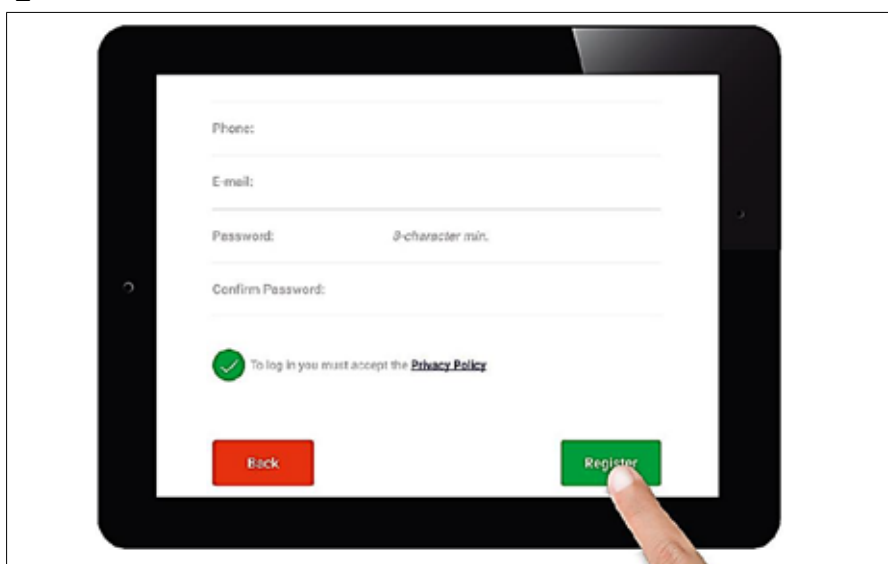 Phone:
E-mail:
Password: 8-character min.
Confirm Password:
To log in you must accept the Privacy Policy
Back Register